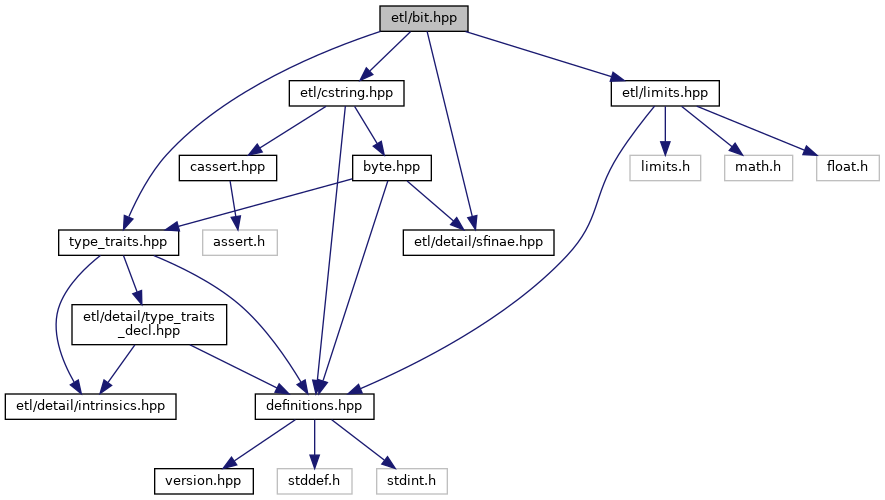 etl/bit.hpp
etl/cstring.hpp
etl/limits.hpp
cassert.hpp
byte.hpp
limits.h
math.h
float.h
type_traits.hpp
assert.h
etl/detail/sfinae.hpp
etl/detail/type_traits
_decl.hpp
etl/detail/intrinsics.hpp
definitions.hpp
version.hpp
stddef.h
stdint.h